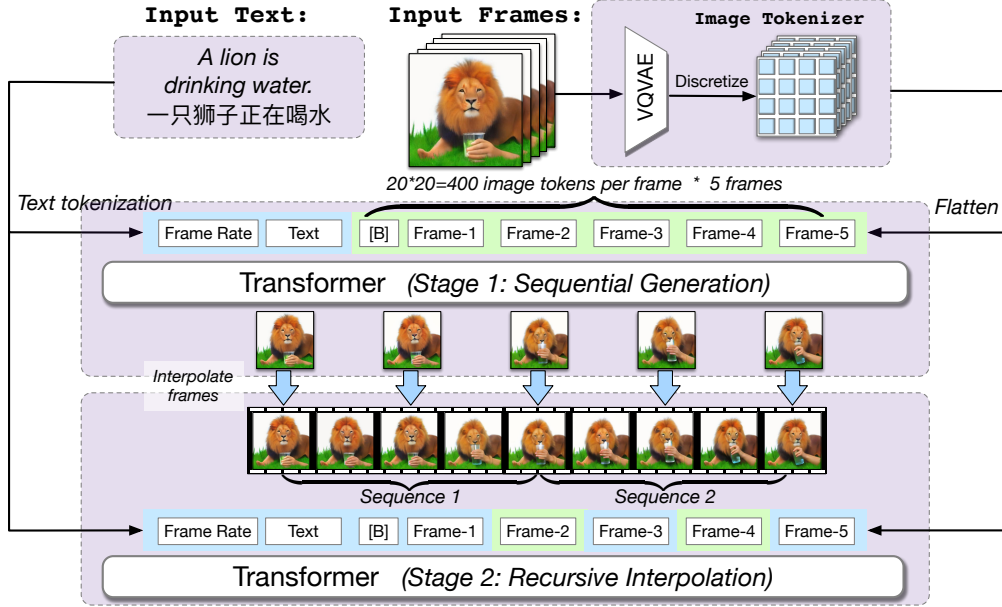 Input Text:
Input Frames:
Image Tokenizer
A lion is
drinking water.
一只狮子正在喝水
VQVAE
Discretize
20*20=400 image tokens per frame * 5 frames
Text tokenization
Flatten
Frame Rate
Text
[B]
Frame-1
Frame-2
Frame-3
Frame-4
Frame-5
Transformer (Stage 1: Sequential Generation)
Interpolate
frames
Sequence 1
Sequence 2
Frame Rate
Text
[B]
Frame-1
Frame-2
Frame-3
Frame-4
Frame-5
Transformer (Stage 2: Recursive Interpolation)